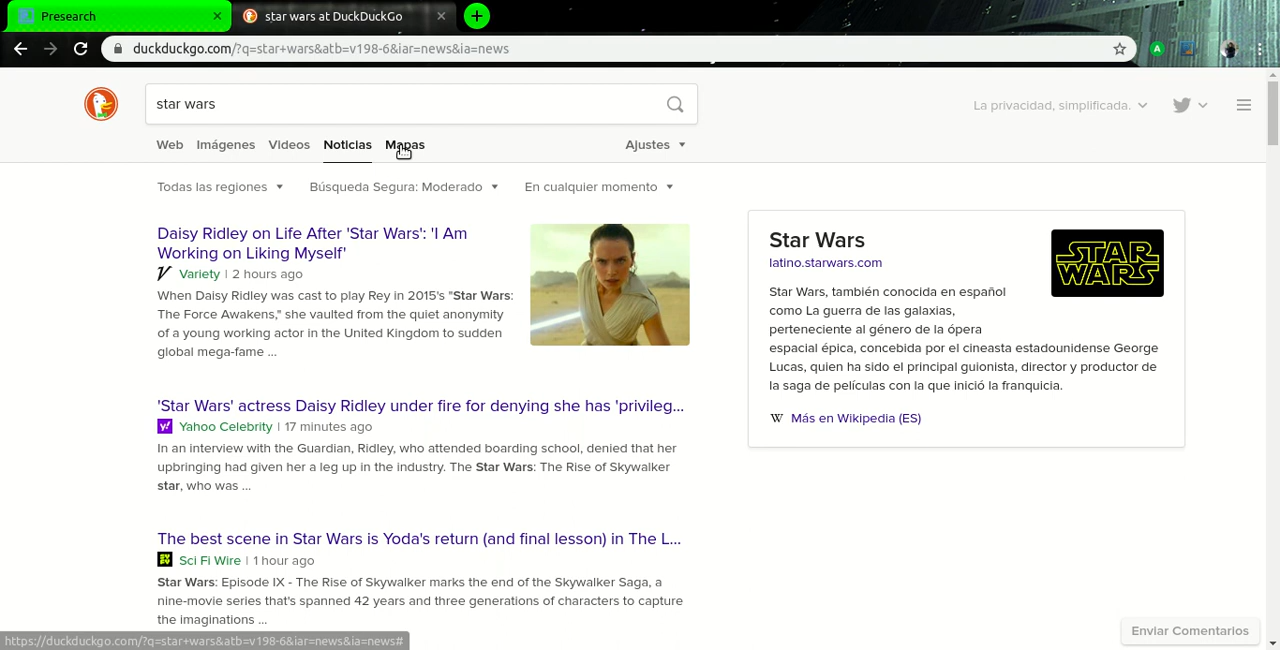 Presearch
star wars at DuckDuckGo
duckduckgo.com/?q=star+wars&atb=v198-6&iar=news&ia=news
star wars
La privacidad, simplificada.
Web Imágenes Videos Noticias Mapas Ajustes
Todas las regiones Búsqueda Segura: Moderado En cualquier momento
Daisy Ridley on Life After 'Star Wars': 'I Am
Working on Liking Myself'
Variety | 2 hours ago
When Daisy Ridley was cast to play Rey in 2015's "Star Wars:
The Force Awakens," she vaulted from the quiet anonymity
of a young working actor in the United Kingdom to sudden
global mega-fame ...
'Star Wars' actress Daisy Ridley under fire for denying she has 'privileg...
Yahoo Celebrity | 17 minutes ago
In an interview with the Guardian, Ridley, who attended boarding school, denied that her
upbringing had given her a leg up in the industry. The Star Wars: The Rise of Skywalker
star, who was ...
The best scene in Star Wars is Yoda's return (and final lesson) in The L...
Sci Fi Wire | 1 hour ago
Star Wars: Episode IX - The Rise of Skywalker marks the end of the Skywalker Saga, a
nine-movie series that's spanned 42 years and three generations of characters to capture
the imaginations ...
Star Wars
latino.starwars.com
STAR
WARS
Star Wars, también conocida en español
como La guerra de las galaxias,
perteneciente al género de la ópera
espacial épica, concebida por el cineasta estadounidense George
Lucas, quien ha sido el principal guionista, director y productor de
la saga de películas con la que inició la franquicia.
W Más en Wikipedia (ES)
Enviar Comentarios
https://duckduckgo.com/?q=star+wars&atb=v198-6&iar=news&ia=news#